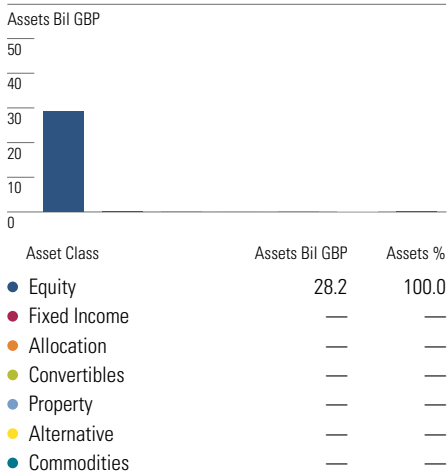 Assets Bil GBP
50
40
30
20
10
0
Asset Class Assets Bil GBP Assets %
Equity 28.2 100.0
Fixed Income — —
Allocation — —
Convertibles — —
Property — —
Alternative — —
Commodities — —